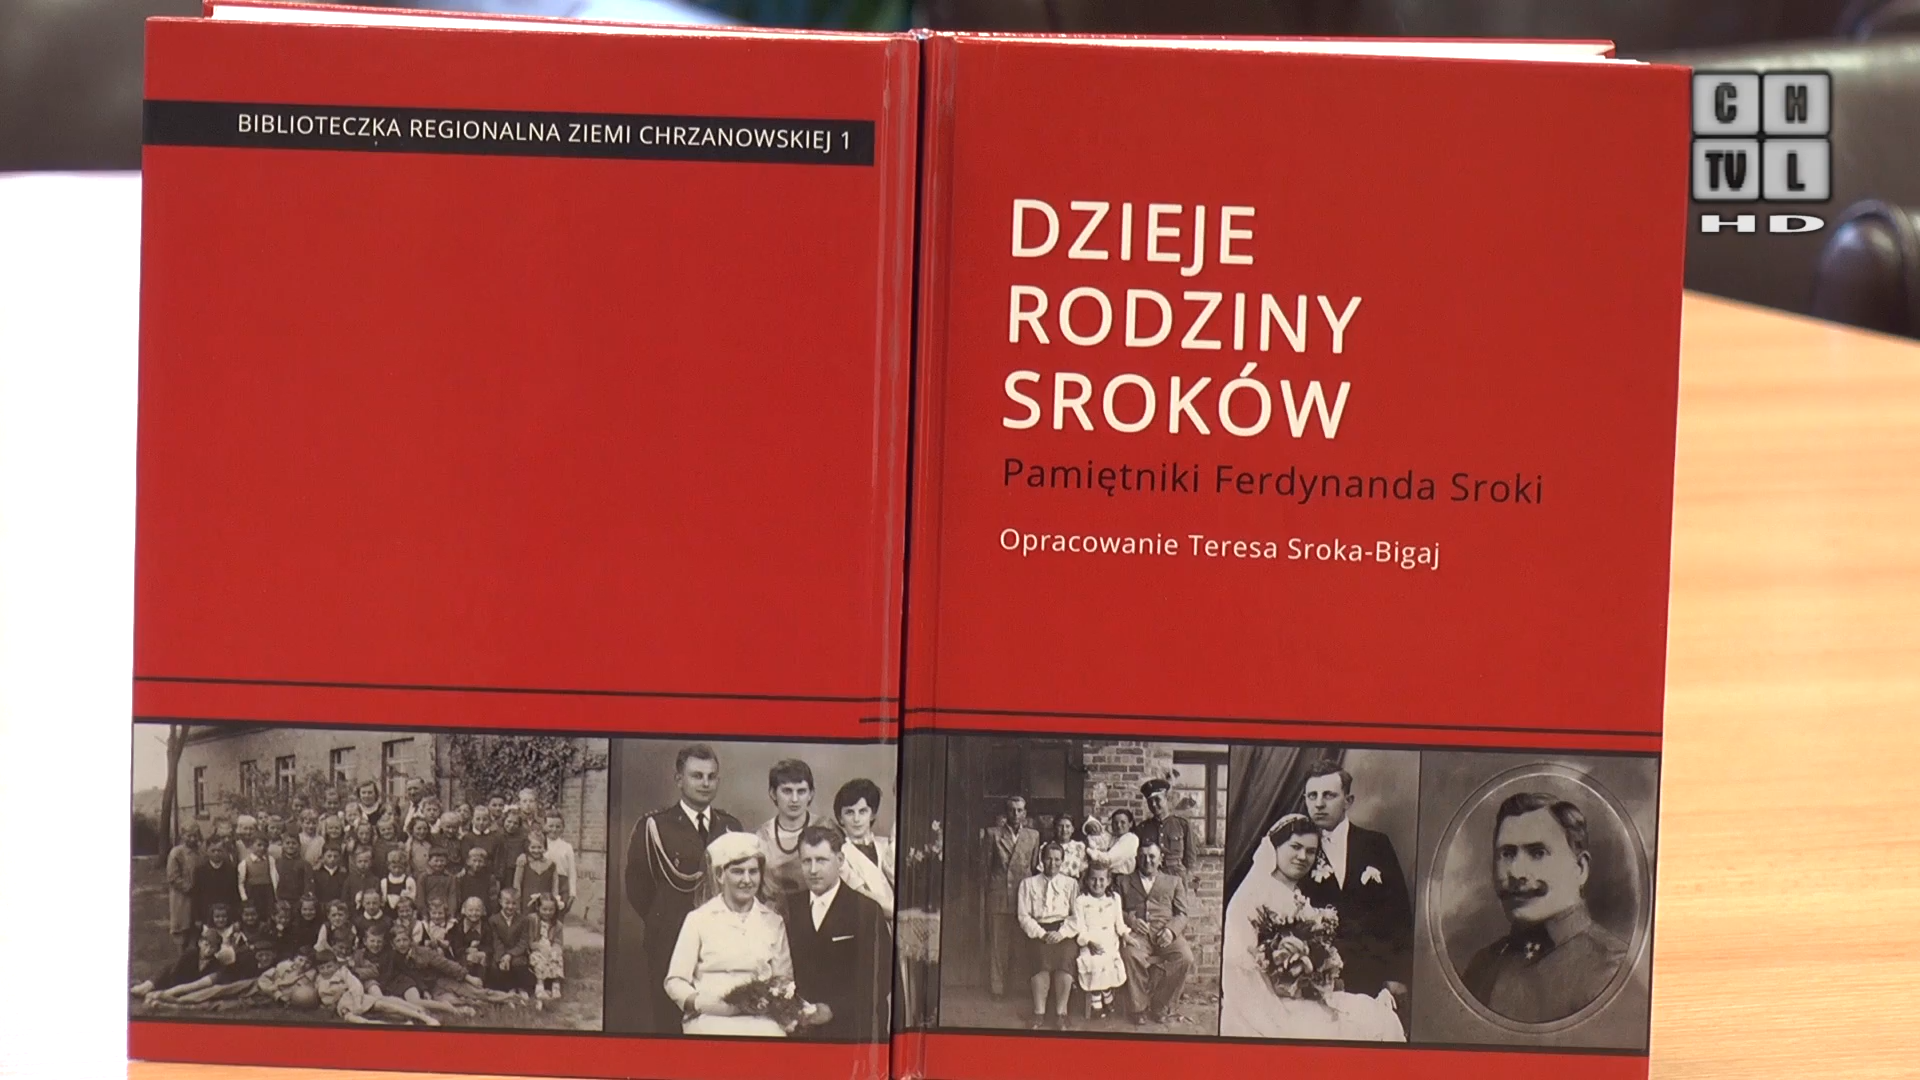 BIBLIOTECZKA REGIONALNA ZIEMI CHRZANOWSKIEJ 1
DZIEJE
RODZINY
SROKÓW
Pamiętniki Ferdynanda Sroki
Opracowanie Teresa Sroka-Bigaj
C H
TV L
HD